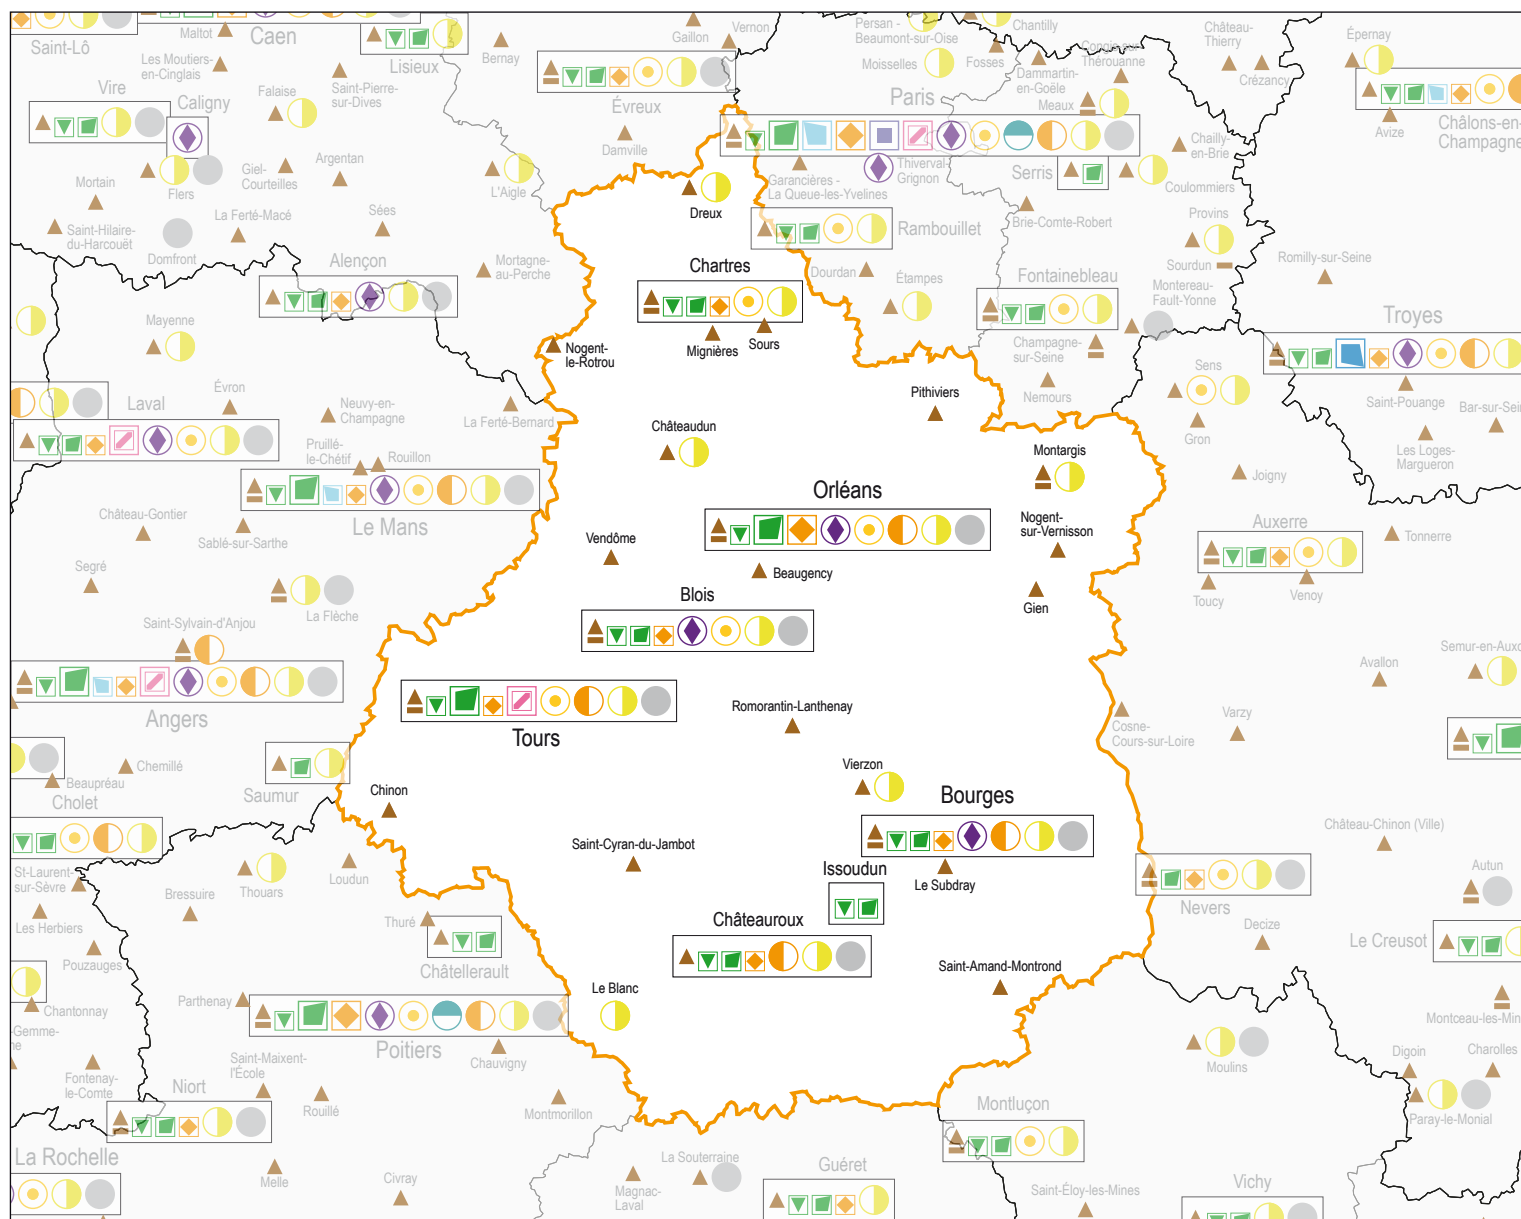 Saint-Lô
Maltot
Caen
Lisieux
Les Moutiers-
en-Cinglais
Saint-Pierre-
sur-Dives
Bernay
Gaillon
Vernon
Persan -
Beaumont-sur-Oise
Chantilly
Moisselles
Fosses
Congis-sur-
Thérouanne
Dammartin-
en-Goële
Meaux
Château-
Thierry
Crézancy
Épernay
Avize
Châlons-en-
Champagne
Vire
Caligny
Falaise
Évreux
Damville
Paris
Thiverval-
Grignon
Garancières -
La Queue-les-Yvelines
Serris
Chailly-
en-Brie
Coulommiers
Mortain
Flers
Giel-
Courteilles
Argentan
L'Aigle
Dreux
Rambouillet
Brie-Comte-Robert
Provins
Sourdun
Saint-Hilaire-
du-Harcouët
La Ferté-Macé
Sées
Domfront
Alençon
Mortagne-
au-Perche
Chartres
Dourdan
Étampes
Fontainebleau
Montereau-
Fault-Yonne
Romilly-sur-Seine
Troyes
Mayenne
Nogent-
le-Rotrou
Mignières
Sours
Champagne-
sur-Seine
Nemours
Sens
Gron
Saint-Pouange
Bar-sur-Sei
Les Loges-
Margueron
Laval
Évron
Neuvy-en-
Champagne
La Ferté-Bernard
Pithiviers
Châteaudun
Montargis
Joigny
Pruillé-
le-Chétif
Rouillon
Le Mans
Château-Gontier
Sablé-sur-Sarthe
Orléans
Nogent-
sur-Vernisson
Auxerre
Tonnerre
Vendôme
Beaugency
Gien
Toucy
Venoy
Segré
La Flèche
Blois
Saint-Sylvain-d'Anjou
Angers
Semur-en-Auxo
Avallon
Tours
Romorantin-Lanthenay
Cosne-
Cours-sur-Loire
Varzy
Chemillé
Beaupréau
Cholet
Saumur
Chinon
Vierzon
Bourges
Château-Chinon (Ville)
Saint-Cyran-du-Jambot
Issoudun
Le Subdray
Nevers
Autun
St-Laurent-
sur-Sèvre
Thouars
Loudun
Bressuire
Les Herbiers
Pouzauges
Thuré
Châtellerault
Châteauroux
Decize
Le Creusot
Saint-Amand-Montrond
Le Blanc
Parthenay
Poitiers
Chauvigny
Chantonnay
-Gemme-
ne
Fontenay-
le-Comte
Saint-Maixent-
l'École
Niort
Rouillé
Montmorillon
Montluçon
Moulins
Montceau-les-Min
Digoin
Charolles
Paray-le-Monial
La Rochelle
Melle
Civray
La Souterraine
Magnac-
Laval
Guéret
Saint-Éloy-les-Mines
Vichy